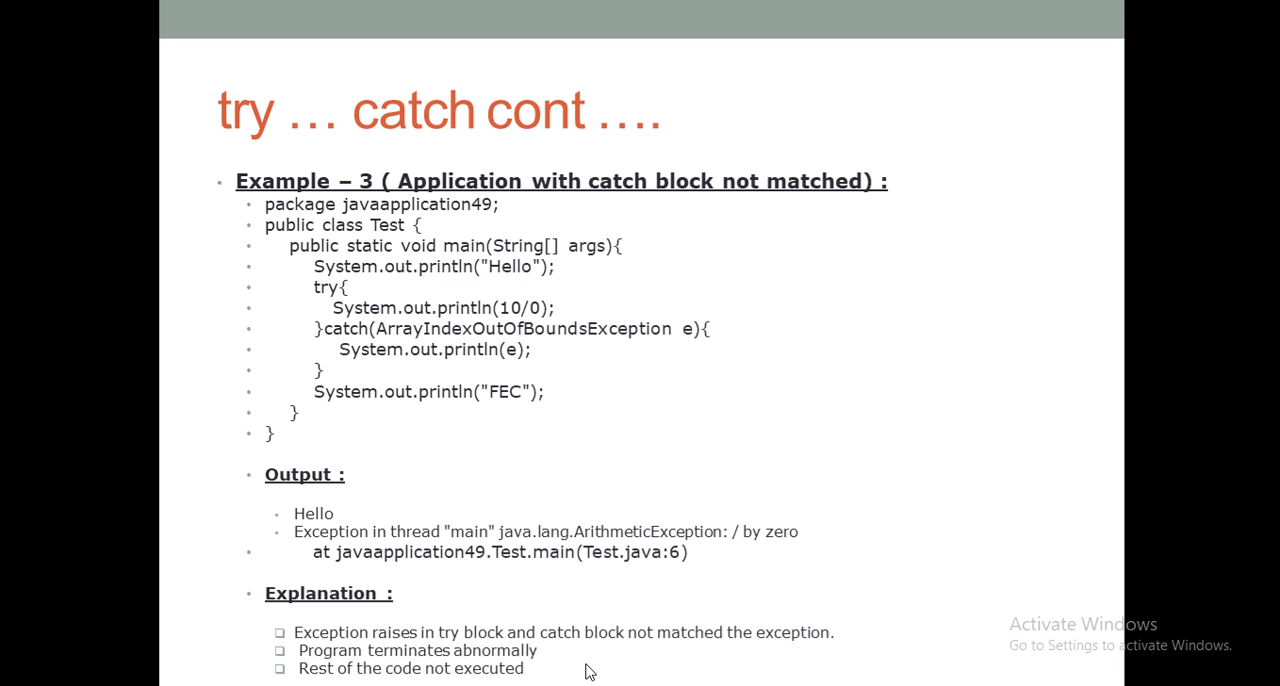 try … catch cont ….
Example – 3 ( Application with catch block not matched) :
package javaapplication49;
public class Test {
public static void main(String[] args){
System.out.println("Hello");
try{
System.out.println(10/0);
}catch(ArrayIndexOutOfBoundsException e){
System.out.println(e);
}
System.out.println("FEC");
}
}
Output :
Hello
Exception in thread "main" java.lang.ArithmeticException: / by zero
at javaapplication49.Test.main(Test.java:6)
Explanation :
Exception raises in try block and catch block not matched the exception.
Program terminates abnormally
Rest of the code not executed
Activate Windows
Go to Settings to activate Windows.